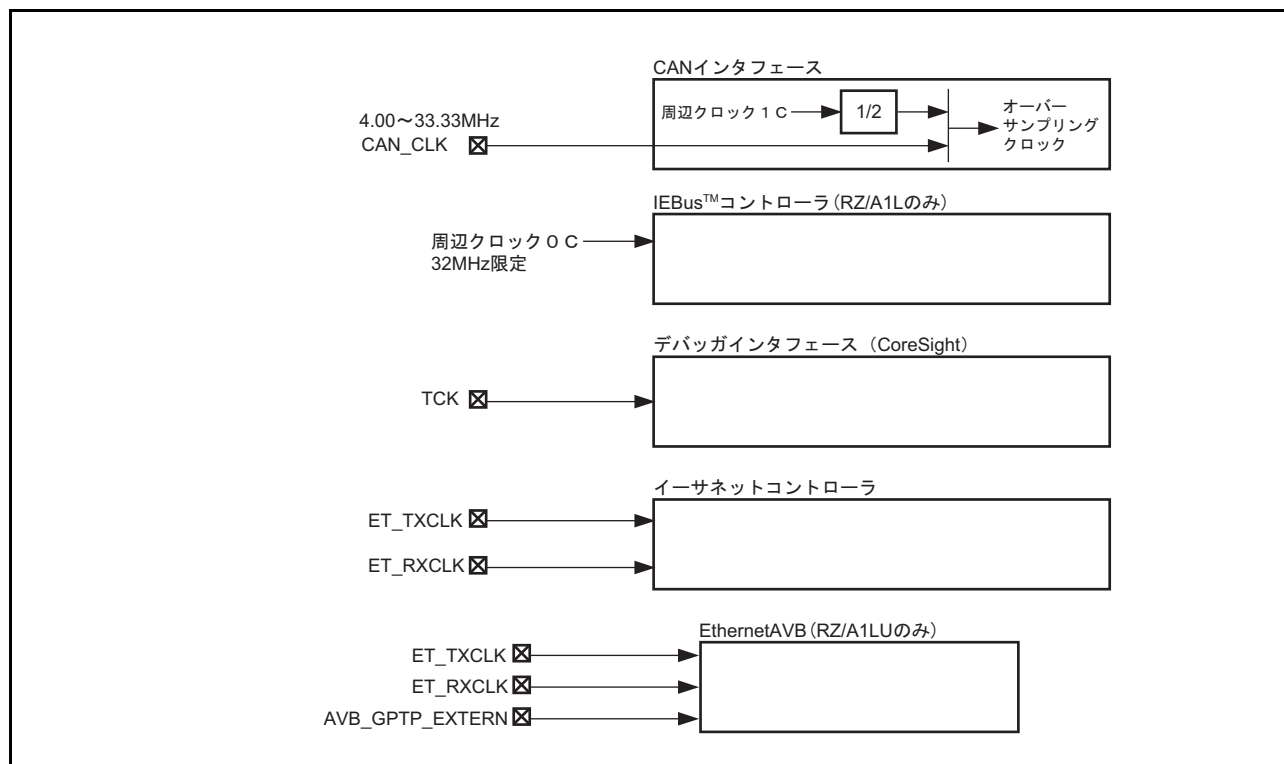 CANインタフェース
周辺クロック１Ｃ
1/2
オーバー
サンプリング
クロック
4.00～33.33MHz
CAN_CLK
IEBus™コントローラ（RZ/A1Lのみ）
周辺クロック０Ｃ
32MHz限定
デバッガインタフェース（CoreSight）
TCK
イーサネットコントローラ
ET_TXCLK
ET_RXCLK
EthernetAVB（RZ/A1LUのみ）
ET_TXCLK
ET_RXCLK
AVB_GPTP_EXTERN